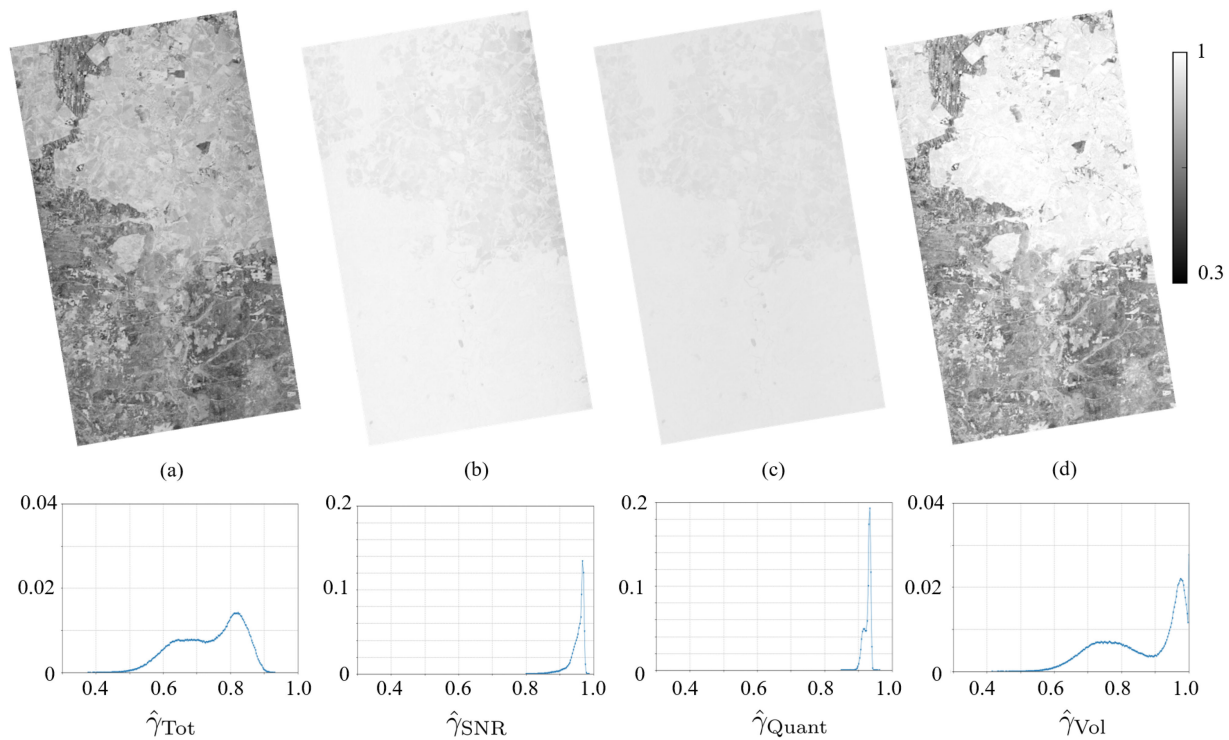 1
0.3
(a) (b) (c) (d)
0.04 0.2 0.2 0.04
0.02 0.1 0.1 0.02
0 0 0 0
0.4 0.6 0.8 1.0 0.4 0.6 0.8 1.0 0.4 0.6 0.8 1.0 0.4 0.6 0.8 1.0
γ̂Tot γ̂SNR γ̂Quant γ̂Vol